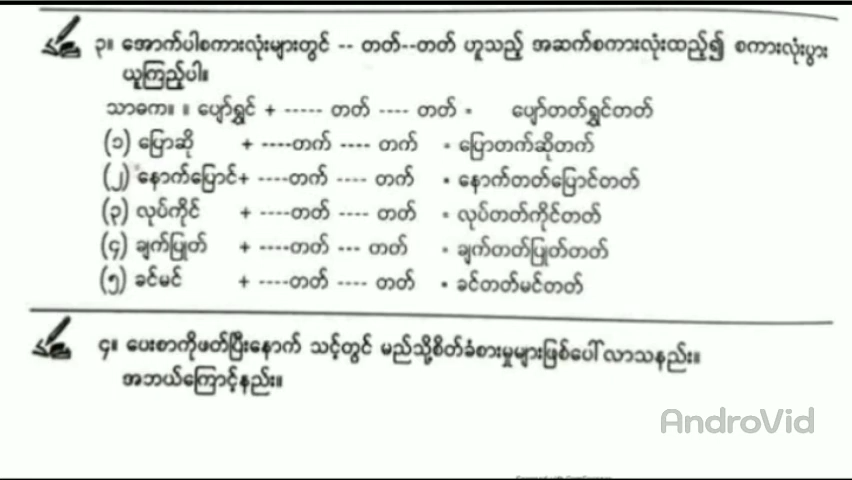 ၃။ အောက်ပါစကားလုံးများတွင် -- တတ်--တတ် ဟူသည့် အဆက်စကားလုံးထည့်၍ စကားလုံးပွား
ယူကြည့်ပါ။
သာဓက။ ။ ပျော်ရွှင် + ----- တတ် ---- တတ် = ပျော်တတ်ရွှင်တတ်
(၁) ပြောဆို + ----တက် ---- တက် = ပြောတက်ဆိုတက်
(၂) နောက်ပြောင်+ ----တက် ---- တက် = နောက်တတ်ပြောင်တတ်
(၃) လုပ်ကိုင် + ----တတ် ---- တတ် = လုပ်တတ်ကိုင်တတ်
(၄) ချက်ပြုတ် + ----တတ် --- တတ် = ချက်တတ်ပြုတ်တတ်
(၅) ခင်မင် + ----တတ် ---- တတ် = ခင်တတ်မင်တတ်
၄။ ပေးစာကိုဖတ်ပြီးနောက် သင့်တွင် မည်သို့စိတ်ခံစားမှုများဖြစ်ပေါ်လာသနည်း။
အဘယ်ကြောင့်နည်း။
AndroVid